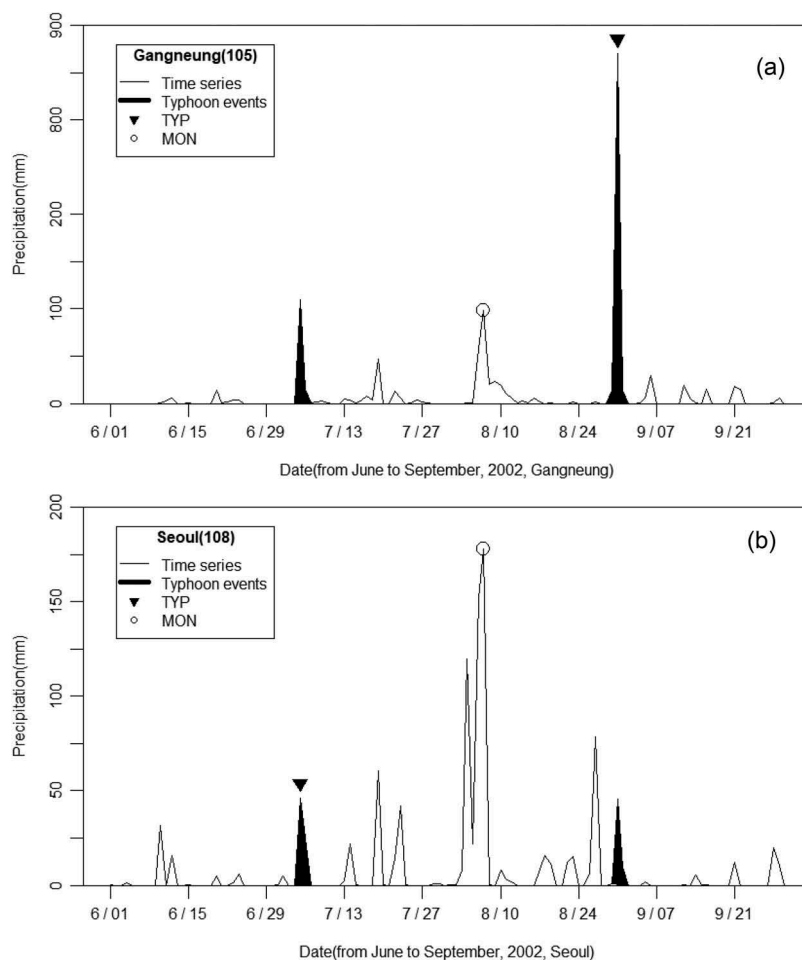 Gangneung(105)
Time series
Typhoon events
TYP
MON
(a)
Precipitation(mm)
900
800
200
100
0
6 / 01
6 / 15
6 / 29
7 / 13
7 / 27
8 / 10
8 / 24
9 / 07
9 / 21
Date(from June to September, 2002, Gangneung)
Seoul(108)
Time series
Typhoon events
TYP
MON
(b)
Precipitation(mm)
200
150
100
50
0
6 / 01
6 / 15
6 / 29
7 / 13
7 / 27
8 / 10
8 / 24
9 / 07
9 / 21
Date(from June to September, 2002, Seoul)